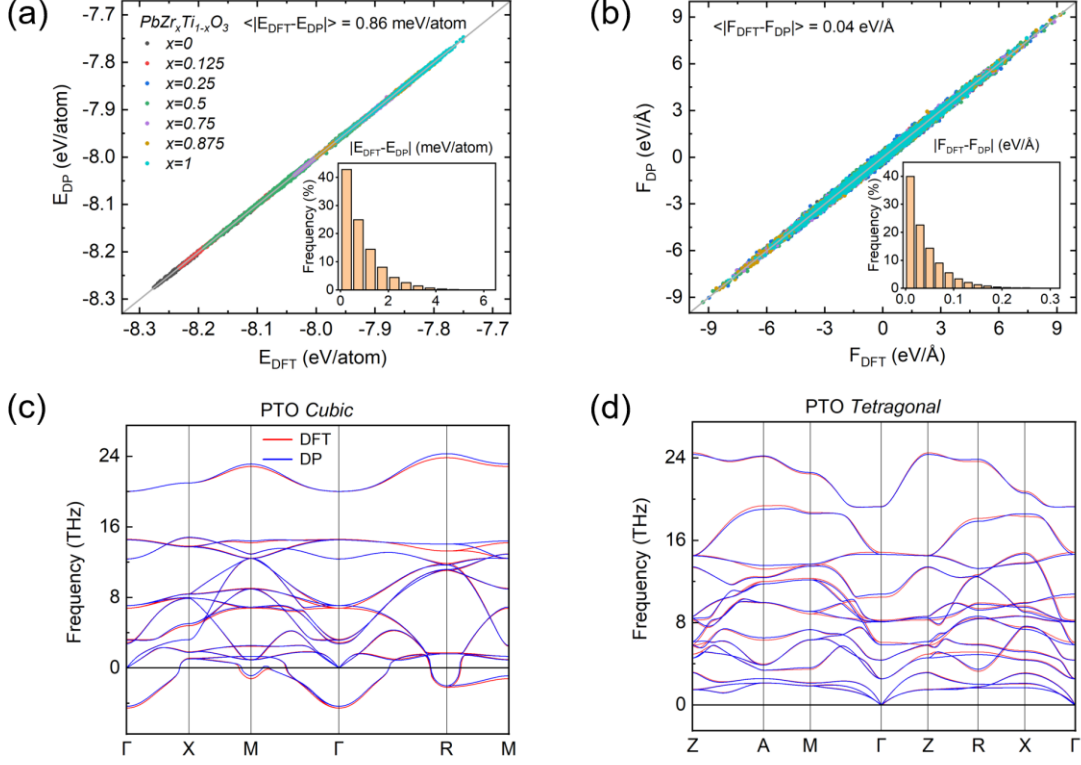 (a)
PbZrₓTi₁₋ₓO₃
<|E_DFT-E_DP|> = 0.86 meV/atom
x=0
x=0.125
x=0.25
x=0.5
x=0.75
x=0.875
x=1
E_DP (eV/atom)
-7.7
-7.8
-7.9
-8.0
-8.1
-8.2
-8.3
|E_DFT-E_DP| (meV/atom)
Frequency (%)
40
30
20
10
0
0 2 4 6
-8.3 -8.2 -8.1 -8.0 -7.9 -7.8 -7.7
E_DFT (eV/atom)
(b)
<|F_DFT-F_DP|> = 0.04 eV/Å
F_DP (eV/Å)
9
6
3
0
-3
-6
-9
|F_DFT-F_DP| (eV/Å)
Frequency (%)
40
30
20
10
0
0.0 0.1 0.2 0.3
-9 -6 -3 0 3 6 9
F_DFT (eV/Å)
(c)
PTO Cubic
DFT
DP
Frequency (THz)
24
16
8
0
Γ X M Γ R M
(d)
PTO Tetragonal
Frequency (THz)
24
16
8
0
Z A M Γ Z R X Γ